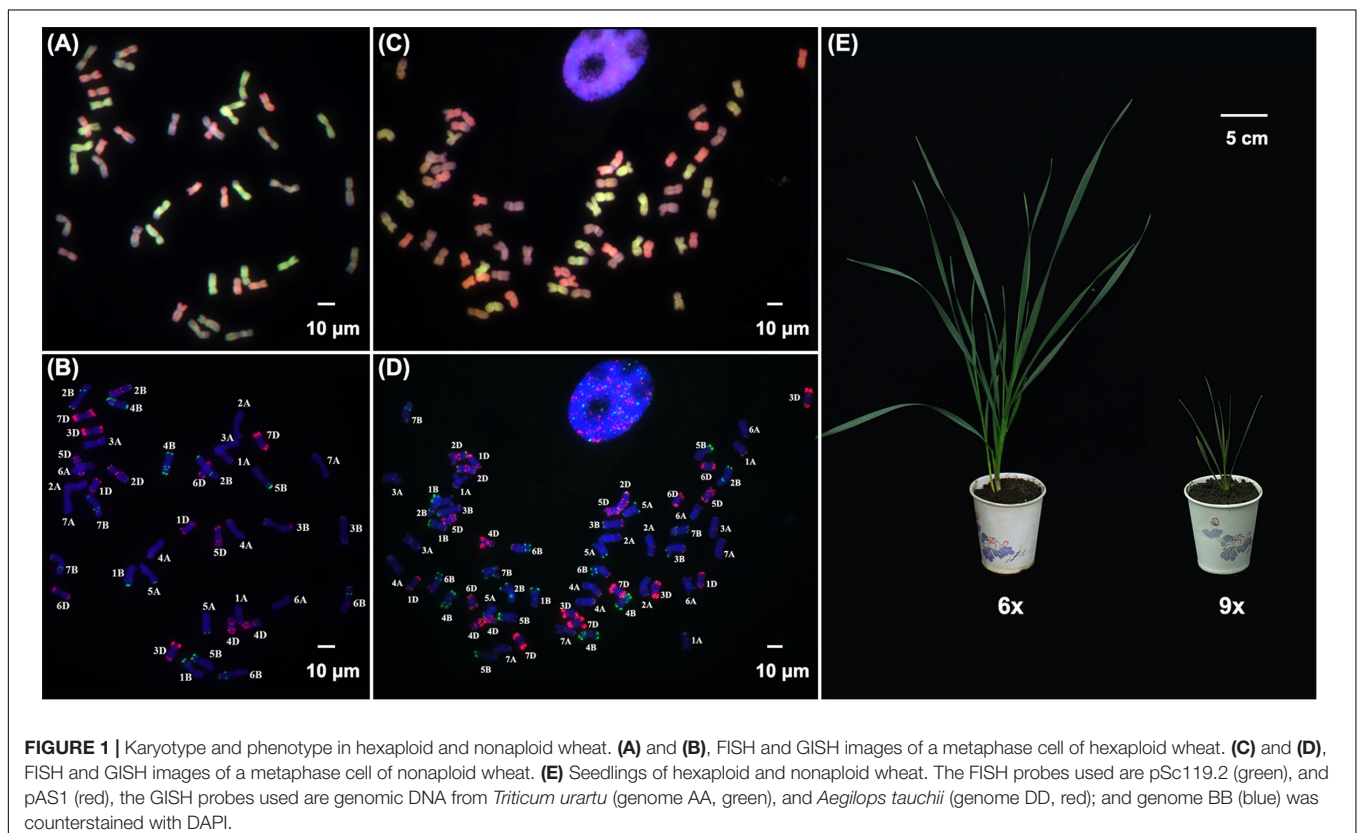 (A)
(C)
(E)
10 µm
10 µm
5 cm
6x
9x
(B)
2B
2B
4B
7D
3D
3A
5D
6A
2A
1D
2D
7A
7B
4B
6D
2B
2A
3A
7D
1A
5B
7A
1D
5D
4A
3B
3B
4A
1B
5A
7B
6D
5A
1A
6A
6B
4D
4D
3D
5B
1B
6B
10 µm
(D)
3D
7B
6A
1A
5B
6D
2B
2D
1D
2D
1A
3A
1B
2B
3B
5D
1B
2D
5D
5A
3B
2A
5A
6D
5D
6A
2A
7B
3B
3A
7A
3A
4D
6B
4A
1D
6B
4B
7B
6D
2B
1B
5A
4D
4D
5B
7D
7A
5B
6B
4A
4A
7D
4B
2A
3D
6A
1D
3D
7D
7A
4B
1A
10 µm
FIGURE 1 | Karyotype and phenotype in hexaploid and nonaploid wheat. (A) and (B), FISH and GISH images of a metaphase cell of hexaploid wheat. (C) and (D),
FISH and GISH images of a metaphase cell of nonaploid wheat. (E) Seedlings of hexaploid and nonaploid wheat. The FISH probes used are pSc119.2 (green), and
pAS1 (red), the GISH probes used are genomic DNA from Triticum urartu (genome AA, green), and Aegilops tauchii (genome DD, red); and genome BB (blue) was
counterstained with DAPI.